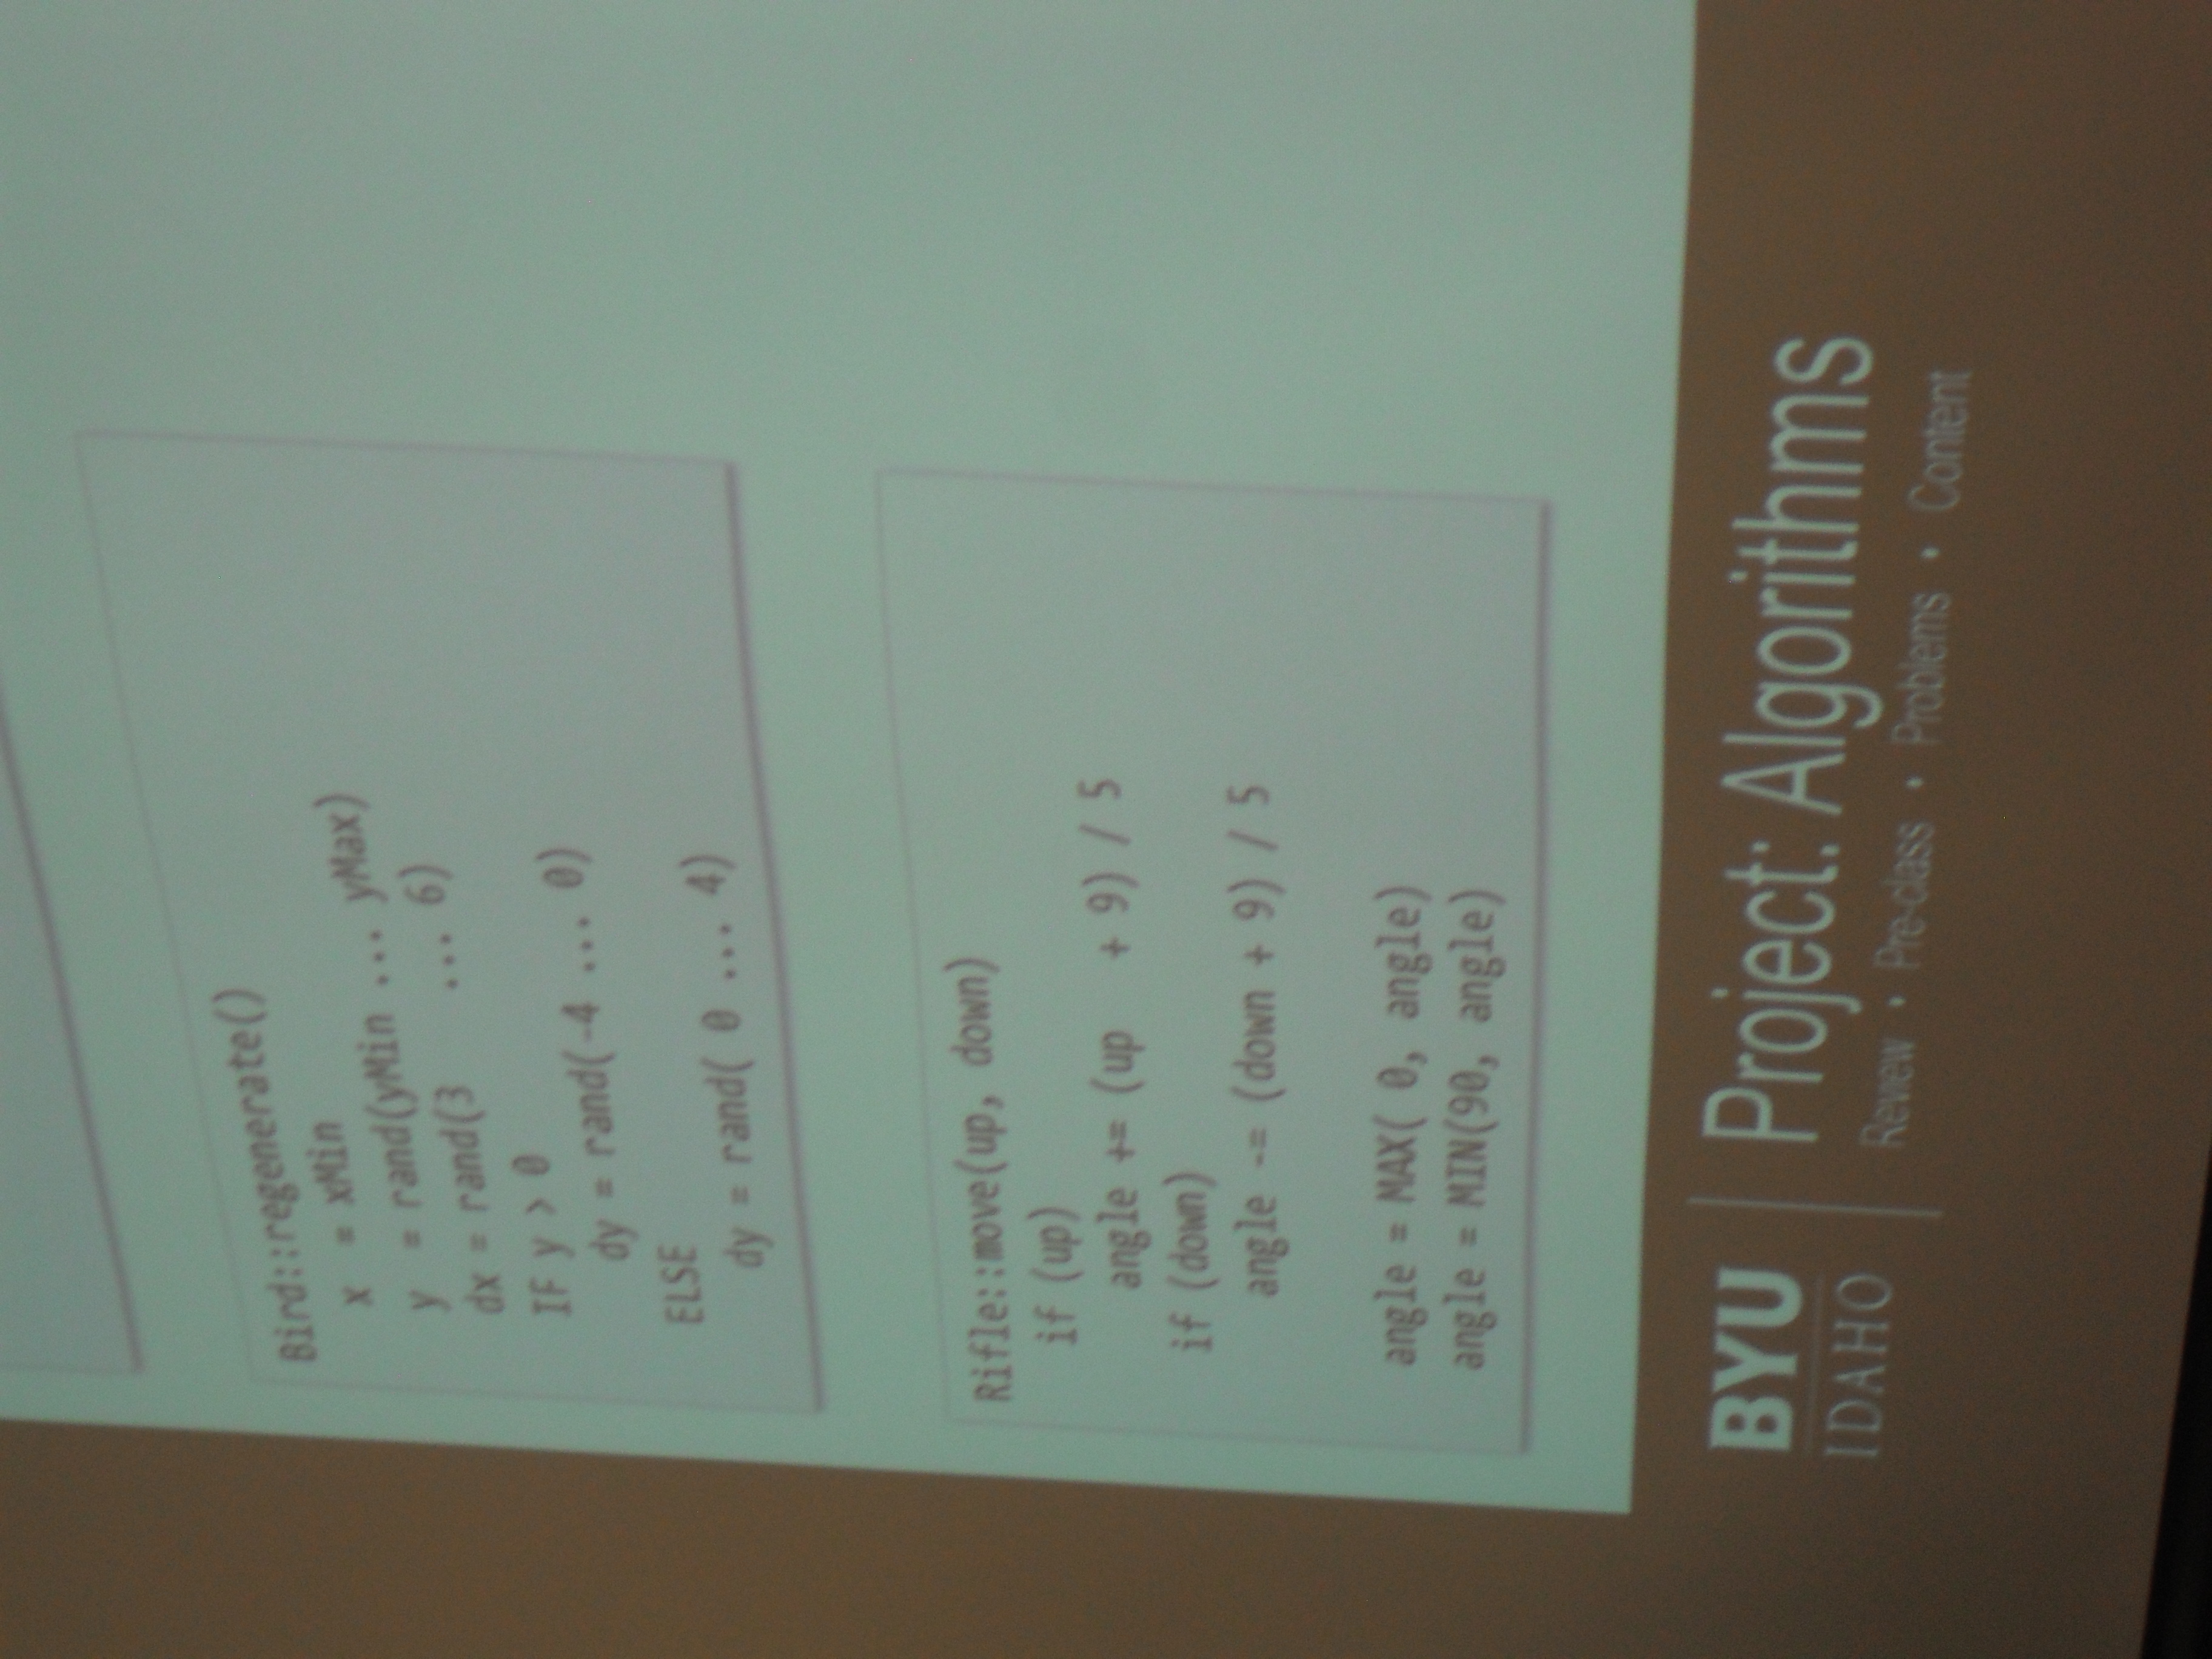 Bird::regenerate()
    x  = xMin
    y  = rand(yMin ... yMax)
    dx = rand(3    ... 6)
    IF y > 0
        dy = rand(-4 ... 0)
    ELSE
        dy = rand( 0 ... 4)
Rifle::move(up, down)
    if (up)
        angle += (up   + 9) / 5
    if (down)
        angle -= (down + 9) / 5
    angle = MAX( 0, angle)
    angle = MIN(90, angle)
BYU IDAHO | Project: Algorithms
Review • Pre-class • Problems • Content